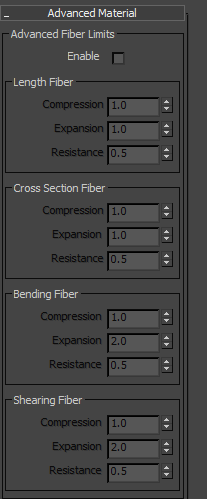 - Advanced Material
Advanced Fiber Limits
Enable
Length Fiber
Compression 1.0
Expansion 1.0
Resistance 0.5
Cross Section Fiber
Compression 1.0
Expansion 1.0
Resistance 0.5
Bending Fiber
Compression 1.0
Expansion 2.0
Resistance 0.5
Shearing Fiber
Compression 1.0
Expansion 2.0
Resistance 0.5